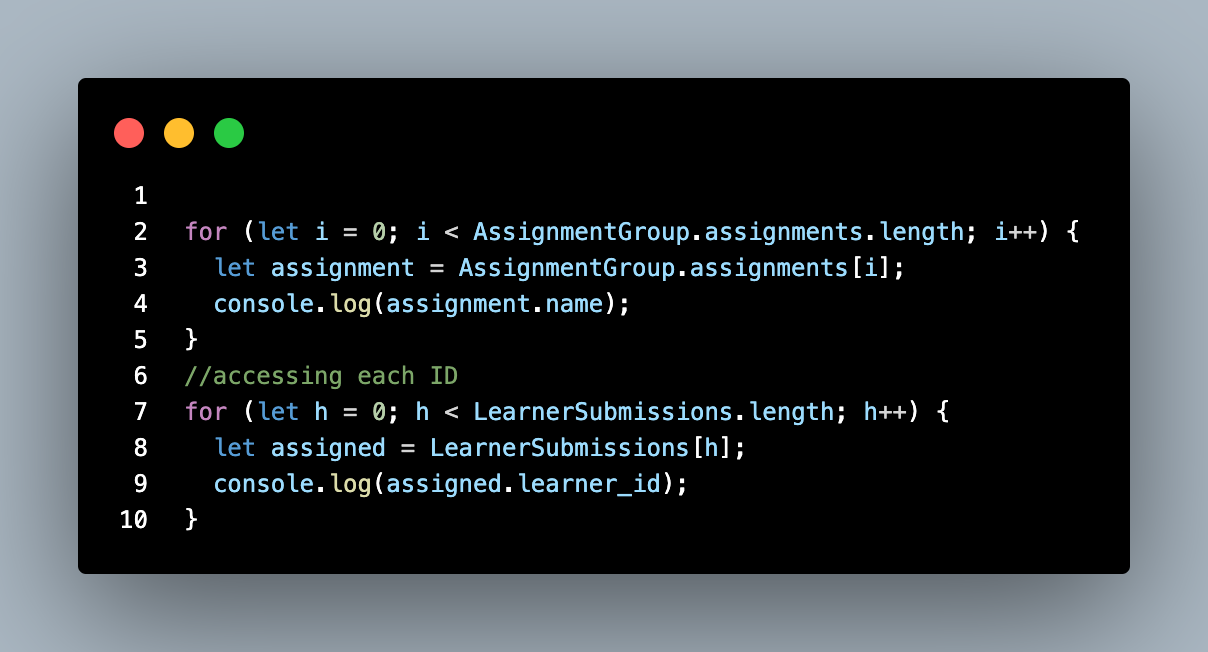 1
2 for (let i = 0; i < AssignmentGroup.assignments.length; i++) {
3   let assignment = AssignmentGroup.assignments[i];
4   console.log(assignment.name);
5 }
6 //accessing each ID
7 for (let h = 0; h < LearnerSubmissions.length; h++) {
8   let assigned = LearnerSubmissions[h];
9   console.log(assigned.learner_id);
10 }